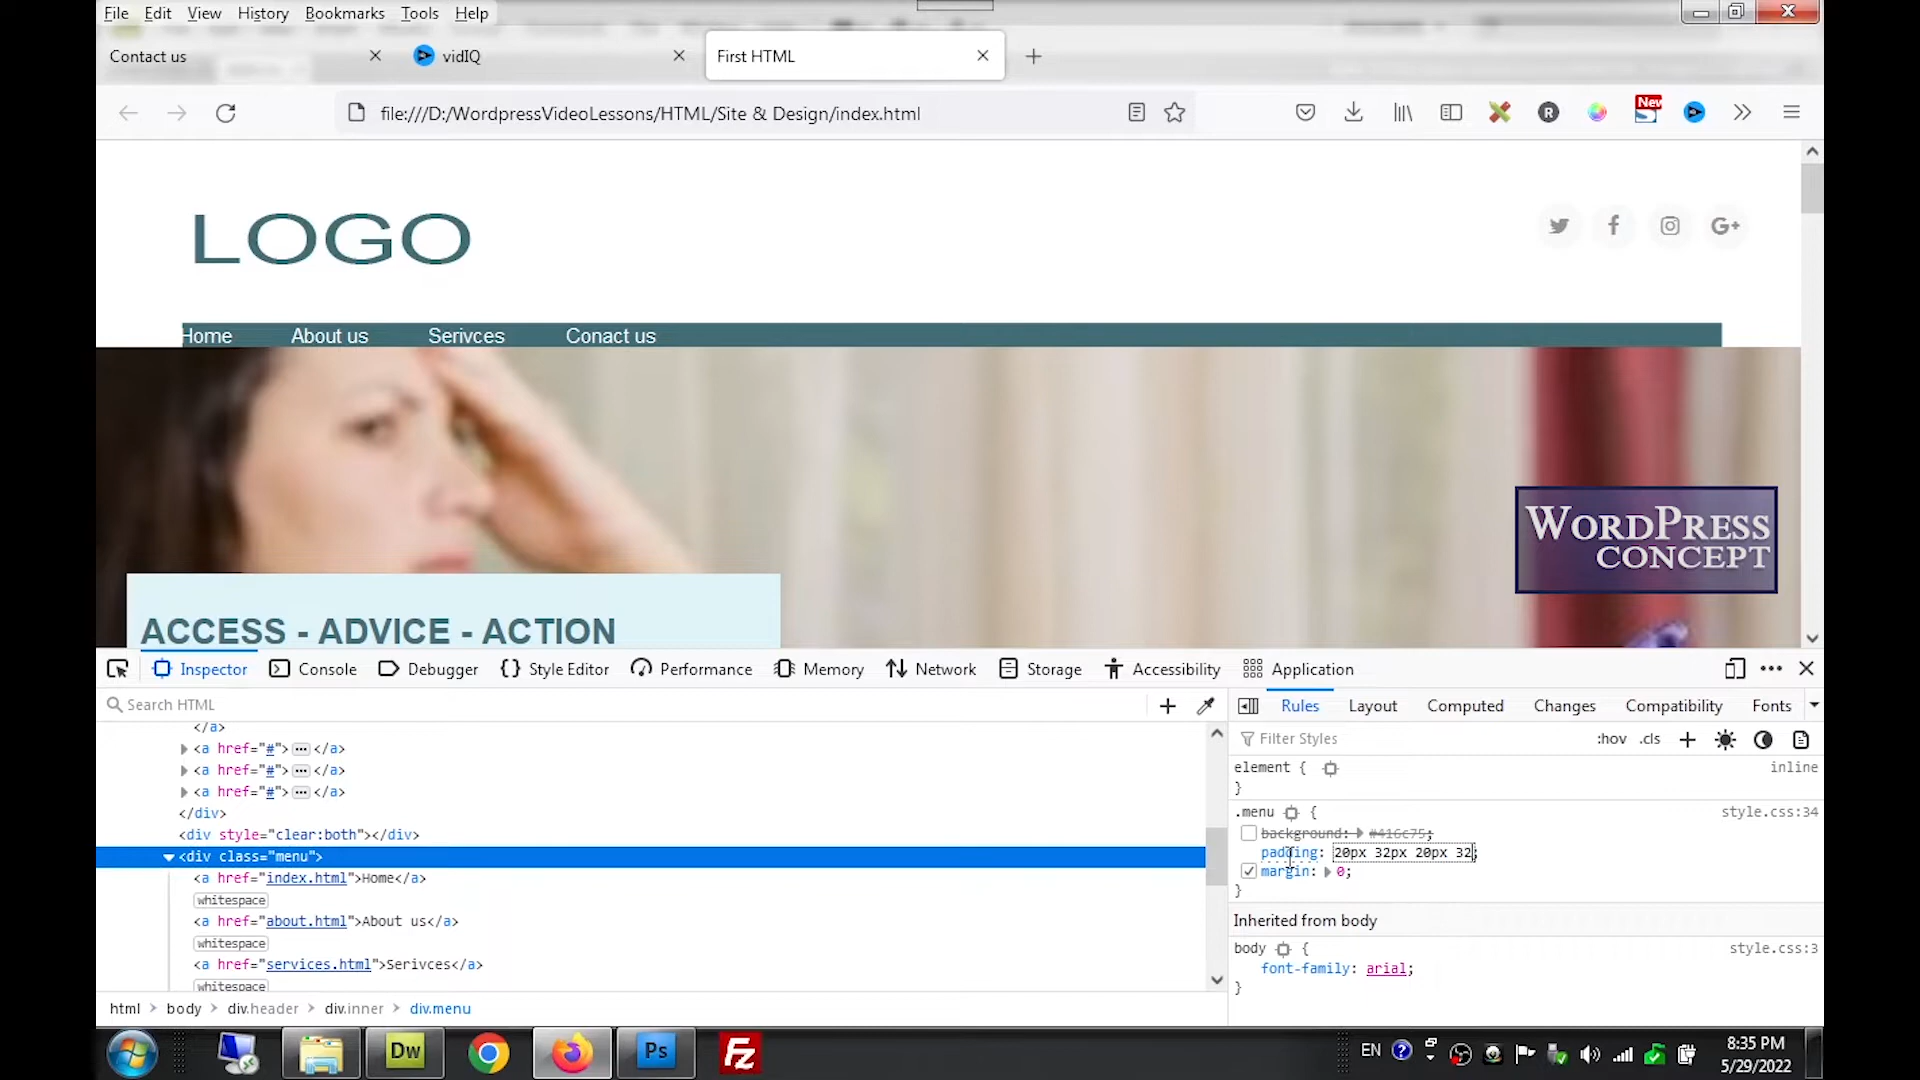 File Edit View History Bookmarks Tools Help
Contact us vidIQ First HTML
file:///D:/WordpressVideoLessons/HTML/Site & Design/index.html
New
R
LOGO
G+
Home About us Serivces Conact us
WORDPRESS
CONCEPT
ACCESS - ADVICE - ACTION
Inspector Console Debugger Style Editor Performance Memory Network Storage Accessibility Application
Search HTML
Rules Layout Computed Changes Compatibility Fonts
Filter Styles
:hov .cls
</a>
<a href="#"> ••• </a>
<a href="#"> ••• </a>
<a href="#"> ••• </a>
</div>
<div style="clear:both"></div>
<div class="menu">
<a href="index.html">Home</a>
whitespace
<a href="about.html">About us</a>
whitespace
<a href="services.html">Serivces</a>
whitespace
element { inline
}
.menu { style.css:34
background: #416c75;
padding: 20px 32px 20px 32;
margin: 0;
}
Inherited from body
body { style.css:3
font-family: arial;
}
html body div.header div.inner div.menu
Dw Ps Fz
EN
8:35 PM
5/29/2022